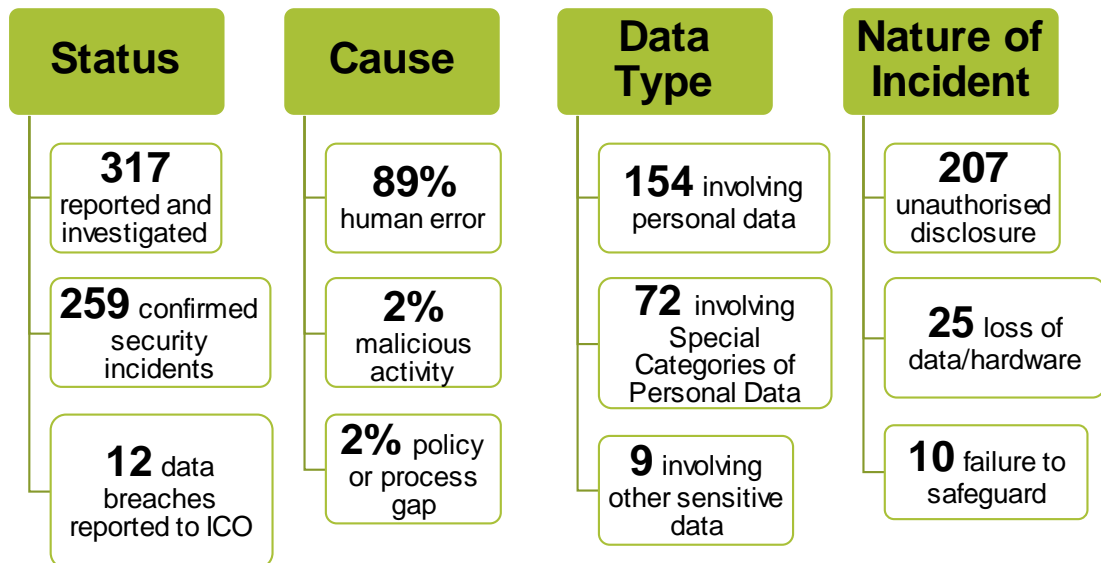 Status
317
reported and
investigated
259 confirmed
security
incidents
12 data
breaches
reported to ICO
Cause
89%
human error
2%
malicious
activity
2% policy
or process
gap
Data
Type
154 involving
personal data
72 involving
Special
Categories of
Personal Data
9 involving
other sensitive
data
Nature of
Incident
207
unauthorised
disclosure
25 loss of
data/hardware
10 failure to
safeguard